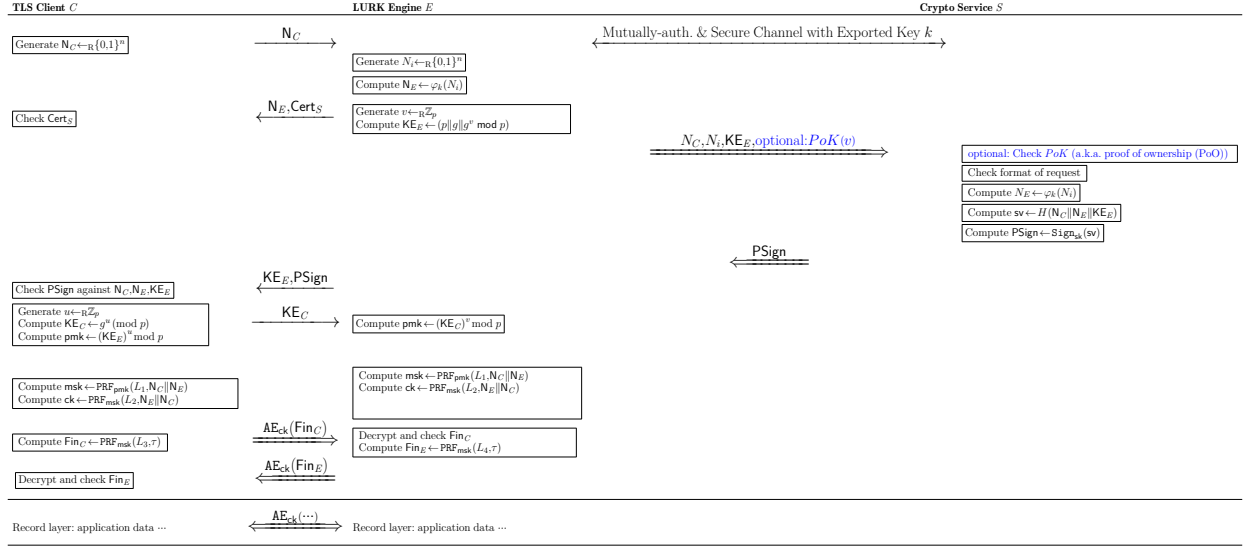 TLS Client C LURK Engine E Crypto Service S
Generate N_C←_R{0,1}^n
N_C
Mutually-auth. & Secure Channel with Exported Key k
Generate N_i←_R{0,1}^n
Compute N_E←φ_k(N_i)
Check Cert_S
N_E,Cert_S
Generate v←_Rℤ_p
Compute KE_E←(p‖g‖g^v mod p)
N_C,N_i,KE_E,optional:PoK(v)
optional: Check PoK (a.k.a. proof of ownership (PoO))
Check format of request
Compute N_E←φ_k(N_i)
Compute sv←H(N_C‖N_E‖KE_E)
Compute PSign←Sign_sk(sv)
PSign
KE_E,PSign
Check PSign against N_C,N_E,KE_E
Generate u←_Rℤ_p
Compute KE_C←g^u(mod p)
Compute pmk←(KE_E)^u mod p
KE_C
Compute pmk←(KE_C)^v mod p
Compute msk←PRF_pmk(L_1,N_C‖N_E)
Compute ck←PRF_msk(L_2,N_E‖N_C)
Compute msk←PRF_pmk(L_1,N_C‖N_E)
Compute ck←PRF_msk(L_2,N_E‖N_C)
Compute Fin_C←PRF_msk(L_3,τ)
AE_ck(Fin_C)
Decrypt and check Fin_C
Compute Fin_E←PRF_msk(L_4,τ)
Decrypt and check Fin_E
AE_ck(Fin_E)
Record layer: application data ···
AE_ck(···)
Record layer: application data ···